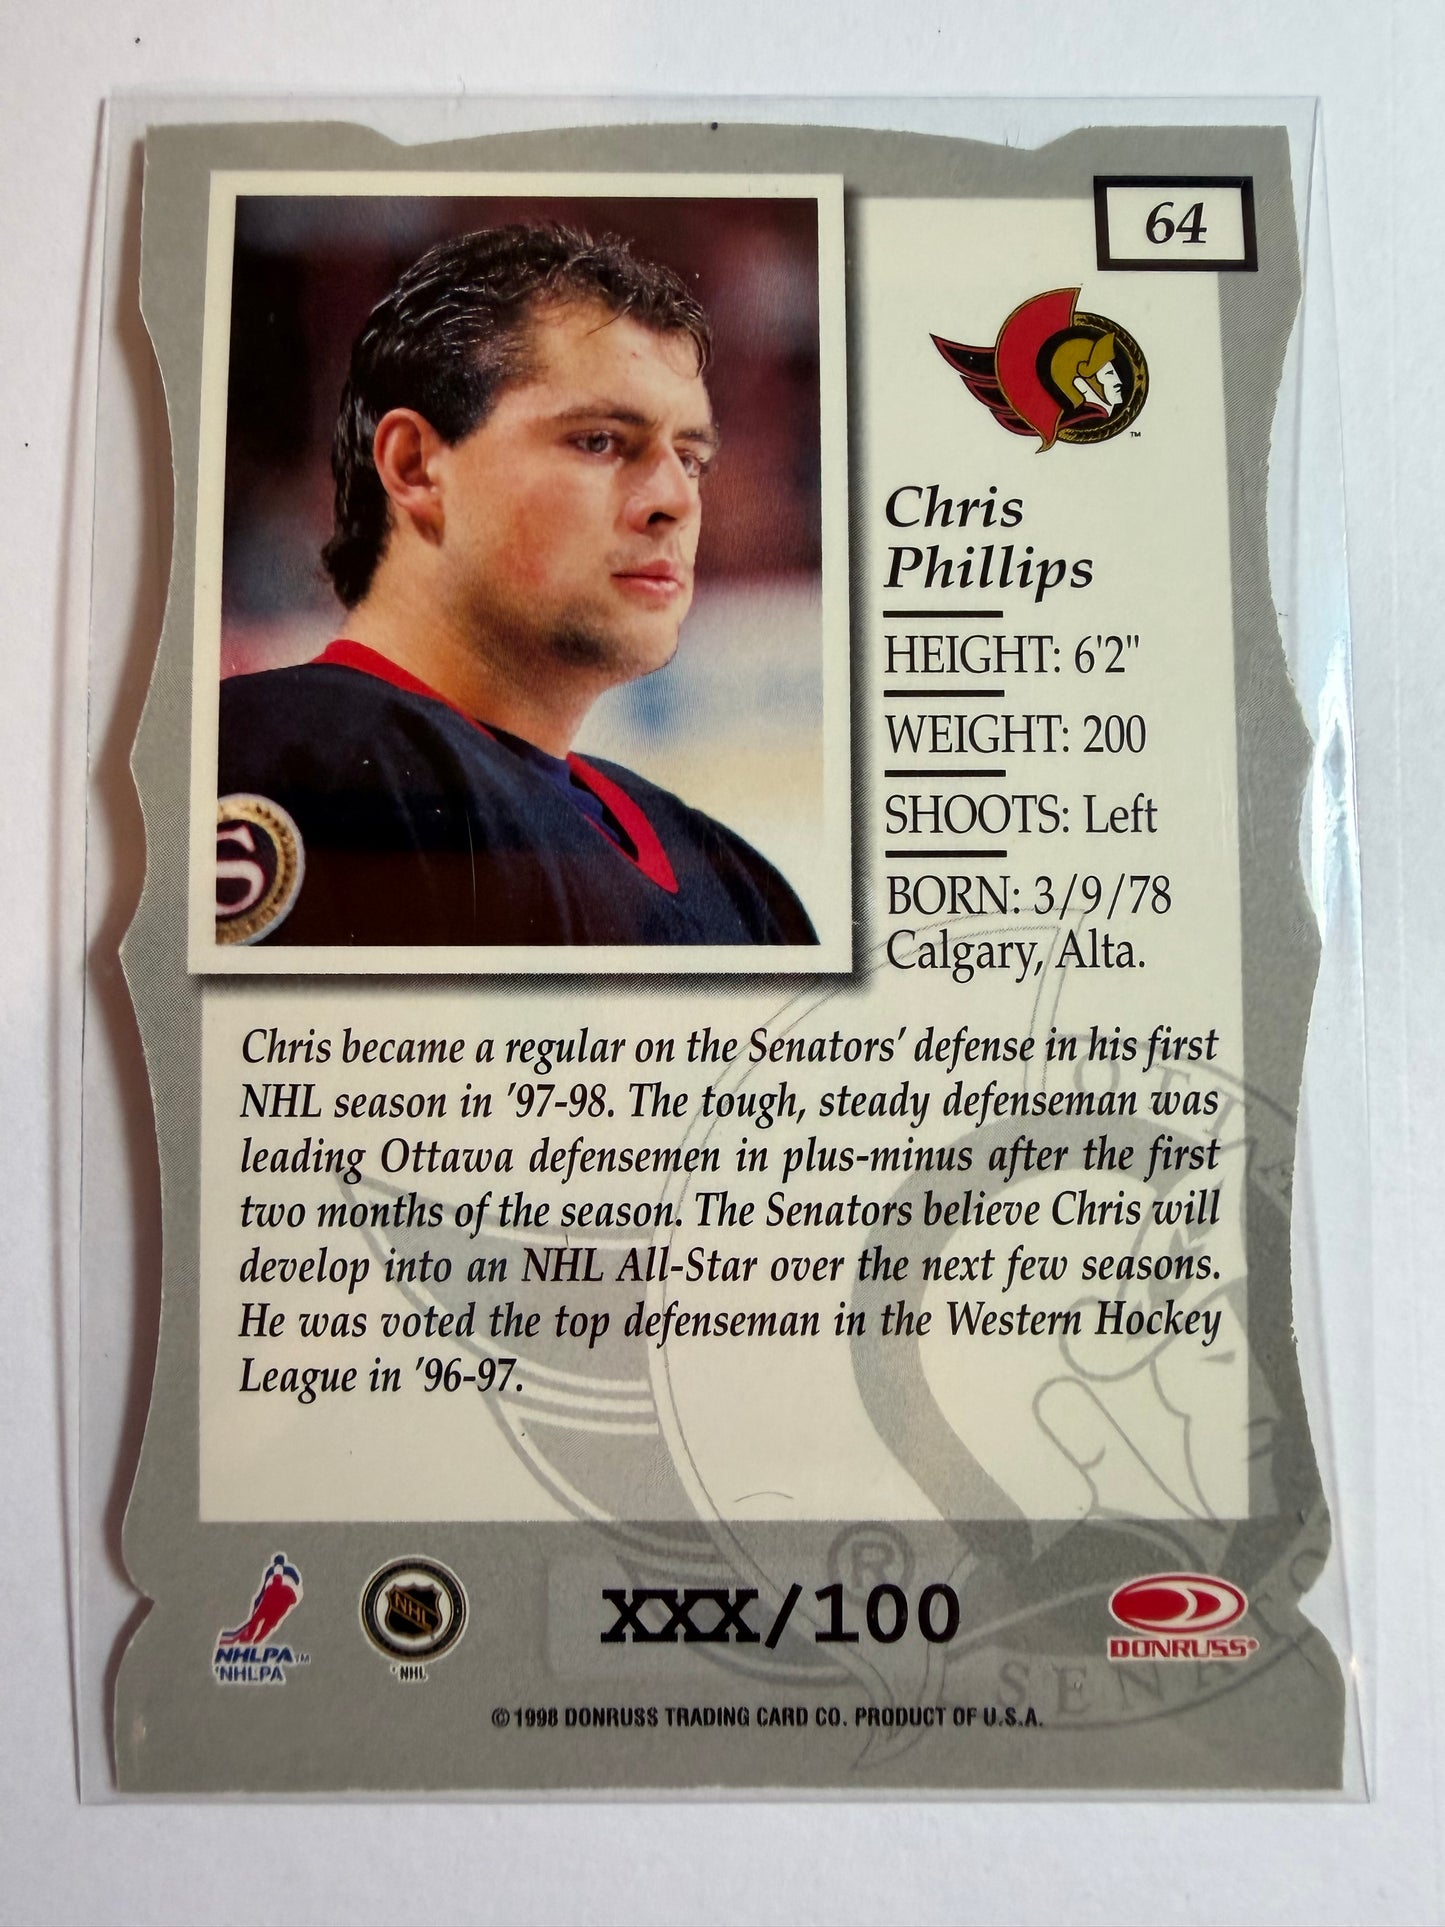 64
TM
Chris
Phillips
HEIGHT: 6'2"
WEIGHT: 200
SHOOTS: Left
BORN: 3/9/78
Calgary, Alta.
Chris became a regular on the Senators' defense in his first
NHL season in '97-98. The tough, steady defenseman was
leading Ottawa defensemen in plus-minus after the first
two months of the season. The Senators believe Chris will
develop into an NHL All-Star over the next few seasons.
He was voted the top defenseman in the Western Hockey
League in '96-97.
®
NHLPA™
'NHLPA
NHL
'NHL
XXX/100
DONRUSS®
SENAT
© 1998 DONRUSS TRADING CARD CO. PRODUCT OF U.S.A.